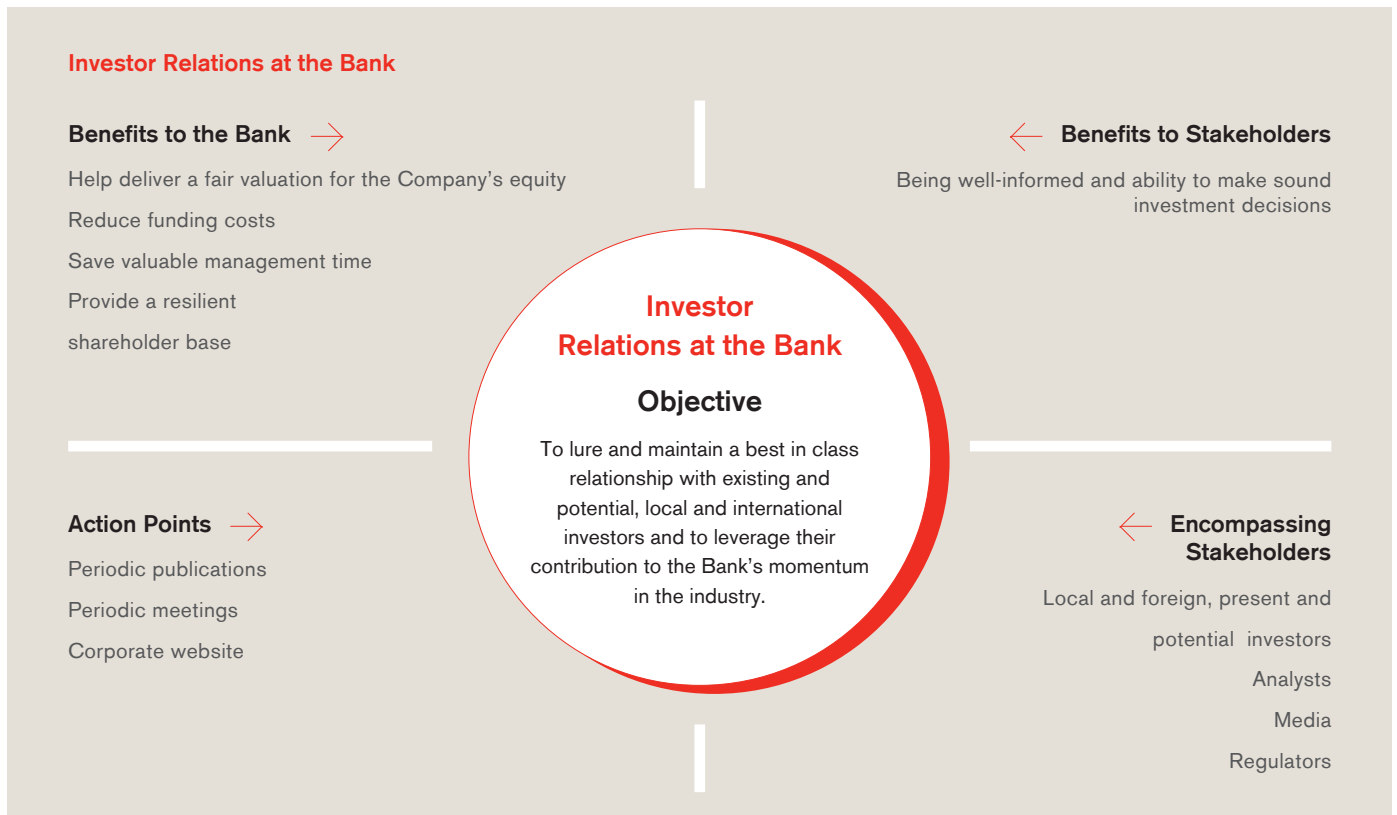 Investor Relations at the Bank
Benefits to the Bank
Help deliver a fair valuation for the Company’s equity
Reduce funding costs
Save valuable management time
Provide a resilient
shareholder base
Benefits to Stakeholders
Being well-informed and ability to make sound
investment decisions
Investor
Relations at the Bank
Objective
To lure and maintain a best in class
relationship with existing and
potential, local and international
investors and to leverage their
contribution to the Bank’s momentum
in the industry.
Action Points
Periodic publications
Periodic meetings
Corporate website
Encompassing
Stakeholders
Local and foreign, present and
potential investors
Analysts
Media
Regulators